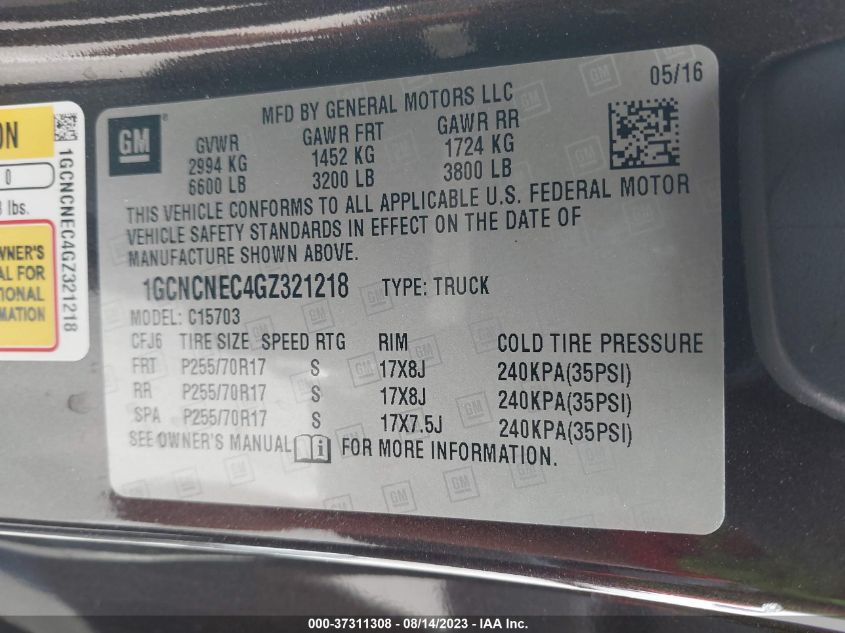 ON
0
lbs.
OWNER'S
AL FOR
TIONAL
MATION
1GCNCNEC4GZ321218
GM
MFD BY GENERAL MOTORS LLC
05/16
GVWR GAWR FRT GAWR RR
2994 KG 1452 KG 1724 KG
6600 LB 3200 LB 3800 LB
THIS VEHICLE CONFORMS TO ALL APPLICABLE U.S. FEDERAL MOTOR
VEHICLE SAFETY STANDARDS IN EFFECT ON THE DATE OF
MANUFACTURE SHOWN ABOVE.
1GCNCNEC4GZ321218 TYPE: TRUCK
MODEL: C15703
CFJ6 TIRE SIZE SPEED RTG RIM COLD TIRE PRESSURE
FRT P255/70R17 S 17X8J 240KPA(35PSI)
RR P255/70R17 S 17X8J 240KPA(35PSI)
SPA P255/70R17 S 17X7.5J 240KPA(35PSI)
SEE OWNER'S MANUAL FOR MORE INFORMATION.
000-37311308 - 08/14/2023 - IAA Inc.